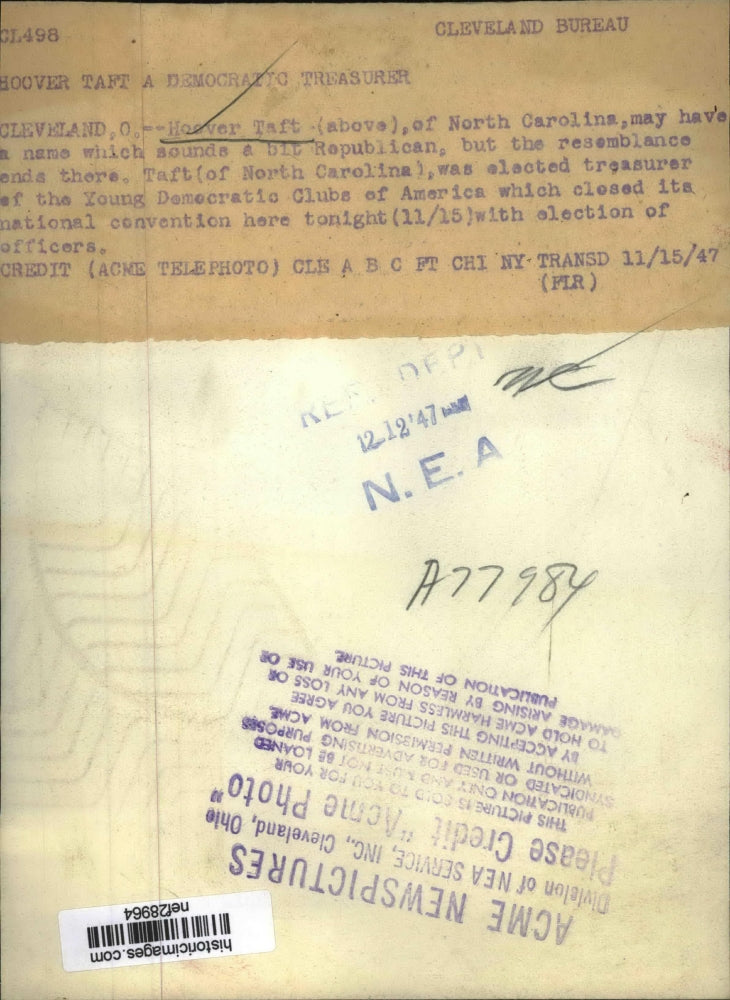 CL498
CLEVELAND BUREAU
HOOVER TAFT A DEMOCRATIC TREASURER
CLEVELAND,O.--Hoover Taft (above),of North Carolina,may have
a name which sounds a bit Republican, but the resemblance
ends there. Taft(of North Carolina),was elected treasurer
of the Young Democratic Clubs of America which closed its
national convention here tonight(11/15)with election of
officers.
CREDIT (ACME TELEPHOTO) CLE A B C FT CHI NY TRANSD 11/15/47
(FLR)
REF. DEPT
12-12'47
N.E.A
NC
A77984
ACME NEWSPICTURES
Division of NEA SERVICE, INC., Cleveland, Ohio
Please Credit "Acme Photo"
THIS PICTURE IS SOLD TO YOU FOR YOUR
PUBLICATION ONLY AND MUST NOT BE LOANED
SYNDICATED OR USED FOR ADVERTISING PURPOSES
WITHOUT WRITTEN PERMISSION FROM ACME.
BY ACCEPTING THIS PICTURE YOU AGREE
TO HOLD ACME HARMLESS FROM ANY LOSS OR
DAMAGE ARISING BY REASON OF YOUR USE OR
PUBLICATION OF THIS PICTURE.
historicimages.com
nef28964